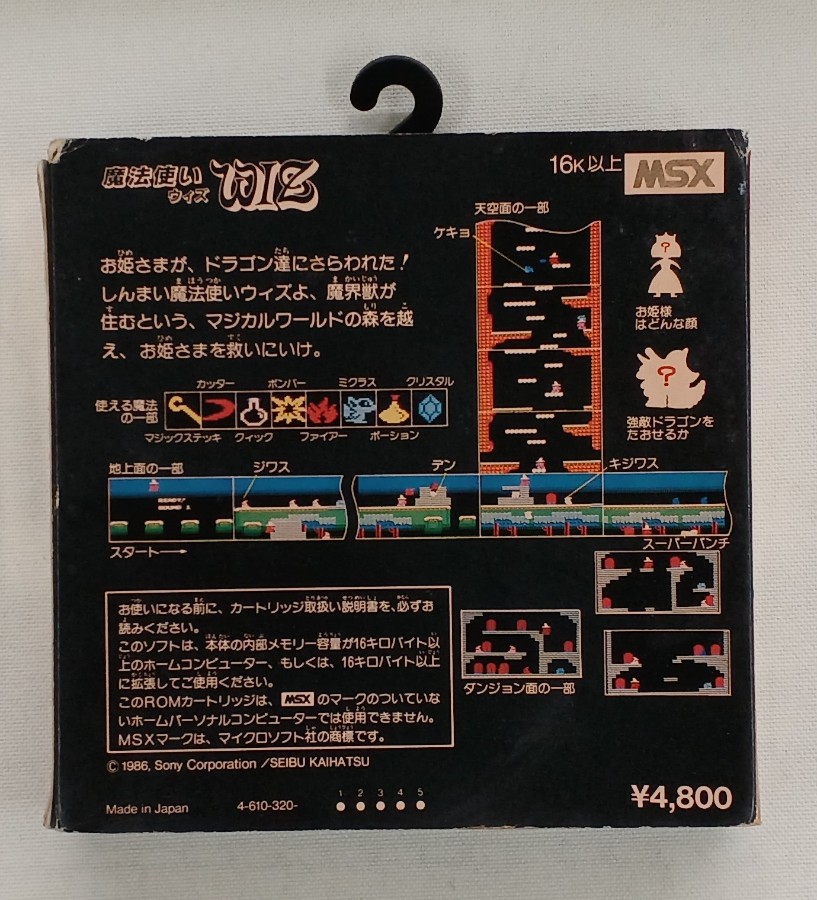 魔法使い
ウィズ
WIZ
16K以上 MSX
天空面の一部
ケキョ
お姫さまが、ドラゴン達にさらわれた！
しんまい魔法使いウィズよ、魔界獣が
住むという、マジカルワールドの森を越
え、お姫さまを救いにいけ。
?
お姫様
はどんな顔
?
強敵ドラゴンを
たおせるか
カッター ボンバー ミクラス クリスタル
使える魔法
の一部
マジックステッキ クィック ファイアー ポーション
地上面の一部 ジワス デン キジワス
READY!
ROUND 1
スタート
スーパーパンチ
お使いになる前に、カートリッジ取扱い説明書を、必ずお
読みください。
このソフトは、本体の内部メモリー容量が16キロバイト以
上のホームコンピューター、もしくは、16キロバイト以上
に拡張してご使用ください。
このROMカートリッジは、MSXのマークのついていな
いホームパーソナルコンピューターでは使用できません。
MSXマークは、マイクロソフト社の商標です。
ダンジョン面の一部
© 1986, Sony Corporation /SEIBU KAIHATSU
1 2 3 4 5
Made in Japan 4-610-320-
¥4,800